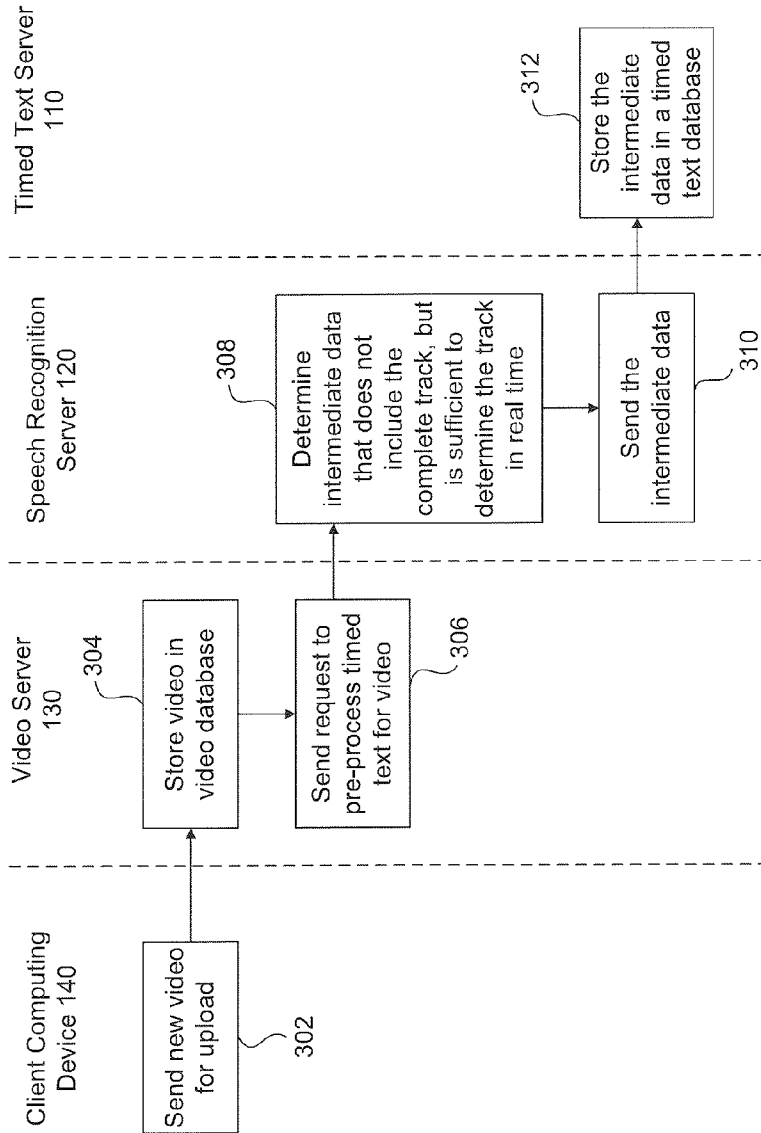 Client Computing
Device 140
Video Server
130
Speech Recognition
Server 120
Timed Text Server
110
Send new video
for upload
302
304
Store video in
video database
Send request to
pre-process timed
text for video
306
308
Determine
intermediate data
that does not
include the
complete track, but
is sufficient to
determine the track
in real time
Send the
intermediate data
310
312
Store the
intermediate
data in a timed
text database